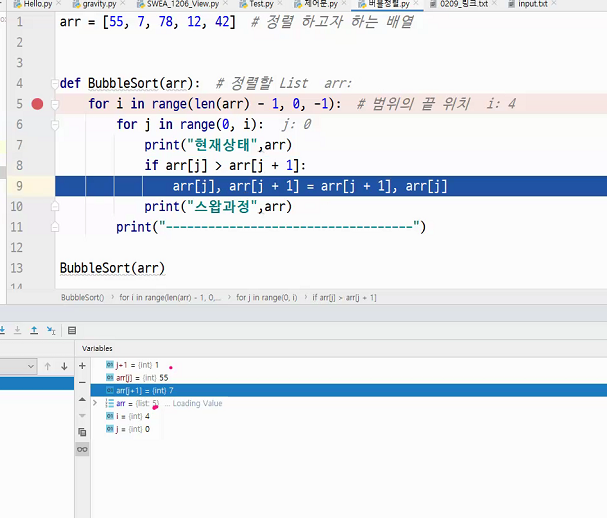 Hello.py gravity.py SWEA_1206_View.py Test.py 제어문.py 버블정렬.py 0209_링크.txt input.txt
1 arr = [55, 7, 78, 12, 42]  # 정렬 하고자 하는 배열
2
3
4 def BubbleSort(arr):  # 정렬할 List  arr:
5 for i in range(len(arr) - 1, 0, -1):  # 범위의 끝 위치  i: 4
6 for j in range(0, i):  j: 0
7 print("현재상태",arr)
8 if arr[j] > arr[j + 1]:
9 arr[j], arr[j + 1] = arr[j + 1], arr[j]
10 print("스왑과정",arr)
11 print("-----------------------------------")
12
13 BubbleSort(arr)
BubbleSort() › for i in range(len(arr) - 1, 0,... › for j in range(0, i) › if arr[j] > arr[j + 1]
Variables
j+1 = {int} 1
arr[j] = {int} 55
arr[j+1] = {int} 7
arr = {list: 5} ... Loading Value
i = {int} 4
j = {int} 0